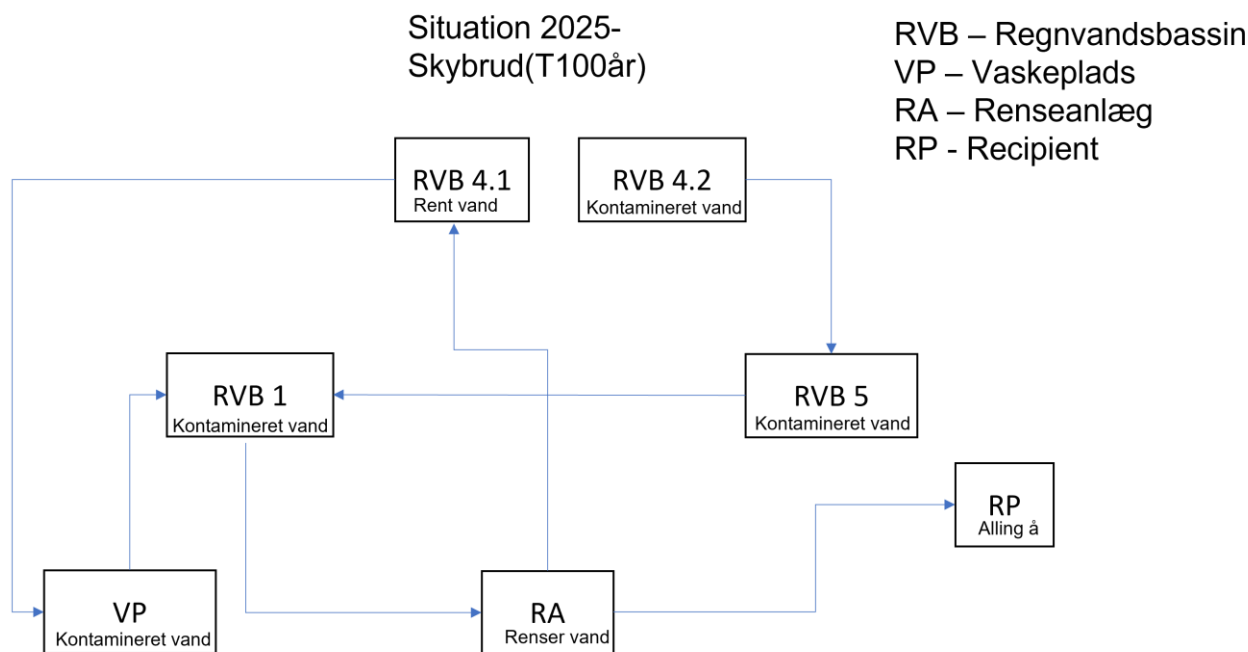 Situation 2025-
Skybrud(T100år)
RVB – Regnvandsbassin
VP – Vaskeplads
RA – Renseanlæg
RP - Recipient
RVB 4.1
Rent vand
RVB 4.2
Kontamineret vand
RVB 1
Kontamineret vand
RVB 5
Kontamineret vand
RP
Alling å
VP
Kontamineret vand
RA
Renser vand